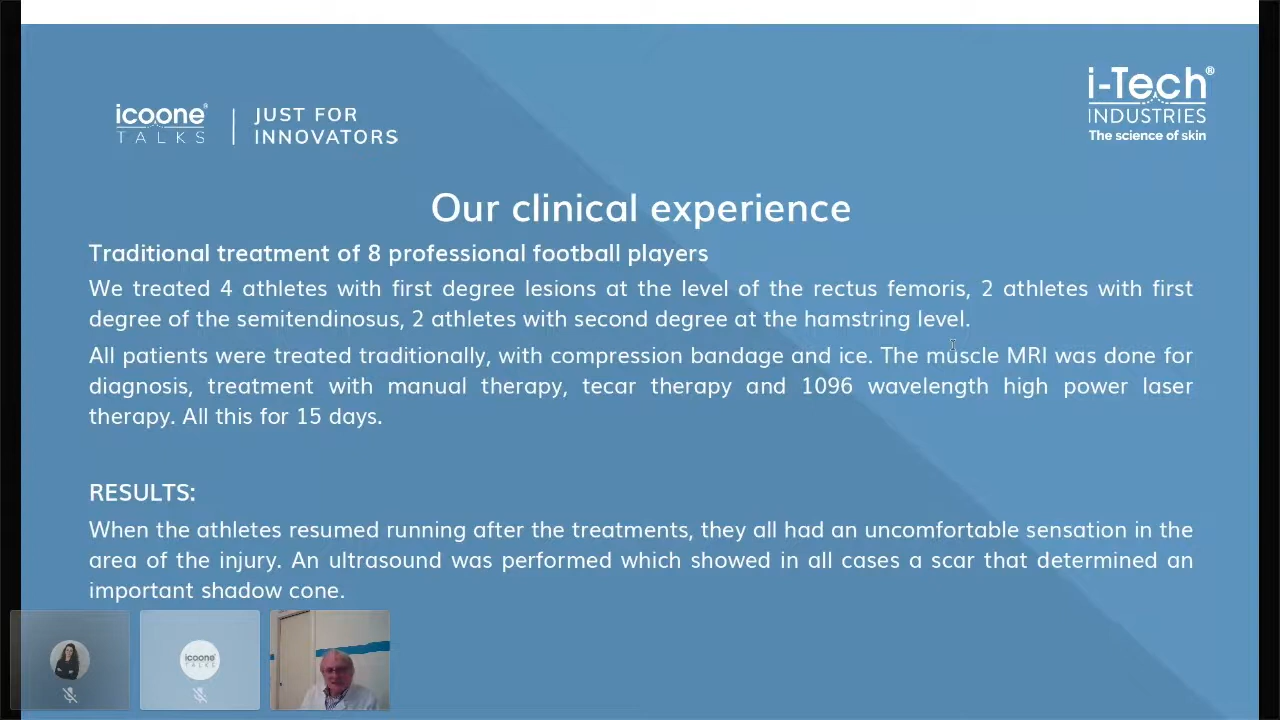 icoone®
TALKS
JUST FOR
INNOVATORS
i-Tech®
INDUSTRIES
The science of skin
Our clinical experience
Traditional treatment of 8 professional football players
We treated 4 athletes with first degree lesions at the level of the rectus femoris, 2 athletes with first
degree of the semitendinosus, 2 athletes with second degree at the hamstring level.
All patients were treated traditionally, with compression bandage and ice. The muscle MRI was done for
diagnosis, treatment with manual therapy, tecar therapy and 1096 wavelength high power laser
therapy. All this for 15 days.
RESULTS:
When the athletes resumed running after the treatments, they all had an uncomfortable sensation in the
area of the injury. An ultrasound was performed which showed in all cases a scar that determined an
important shadow cone.
icoone
TALKS